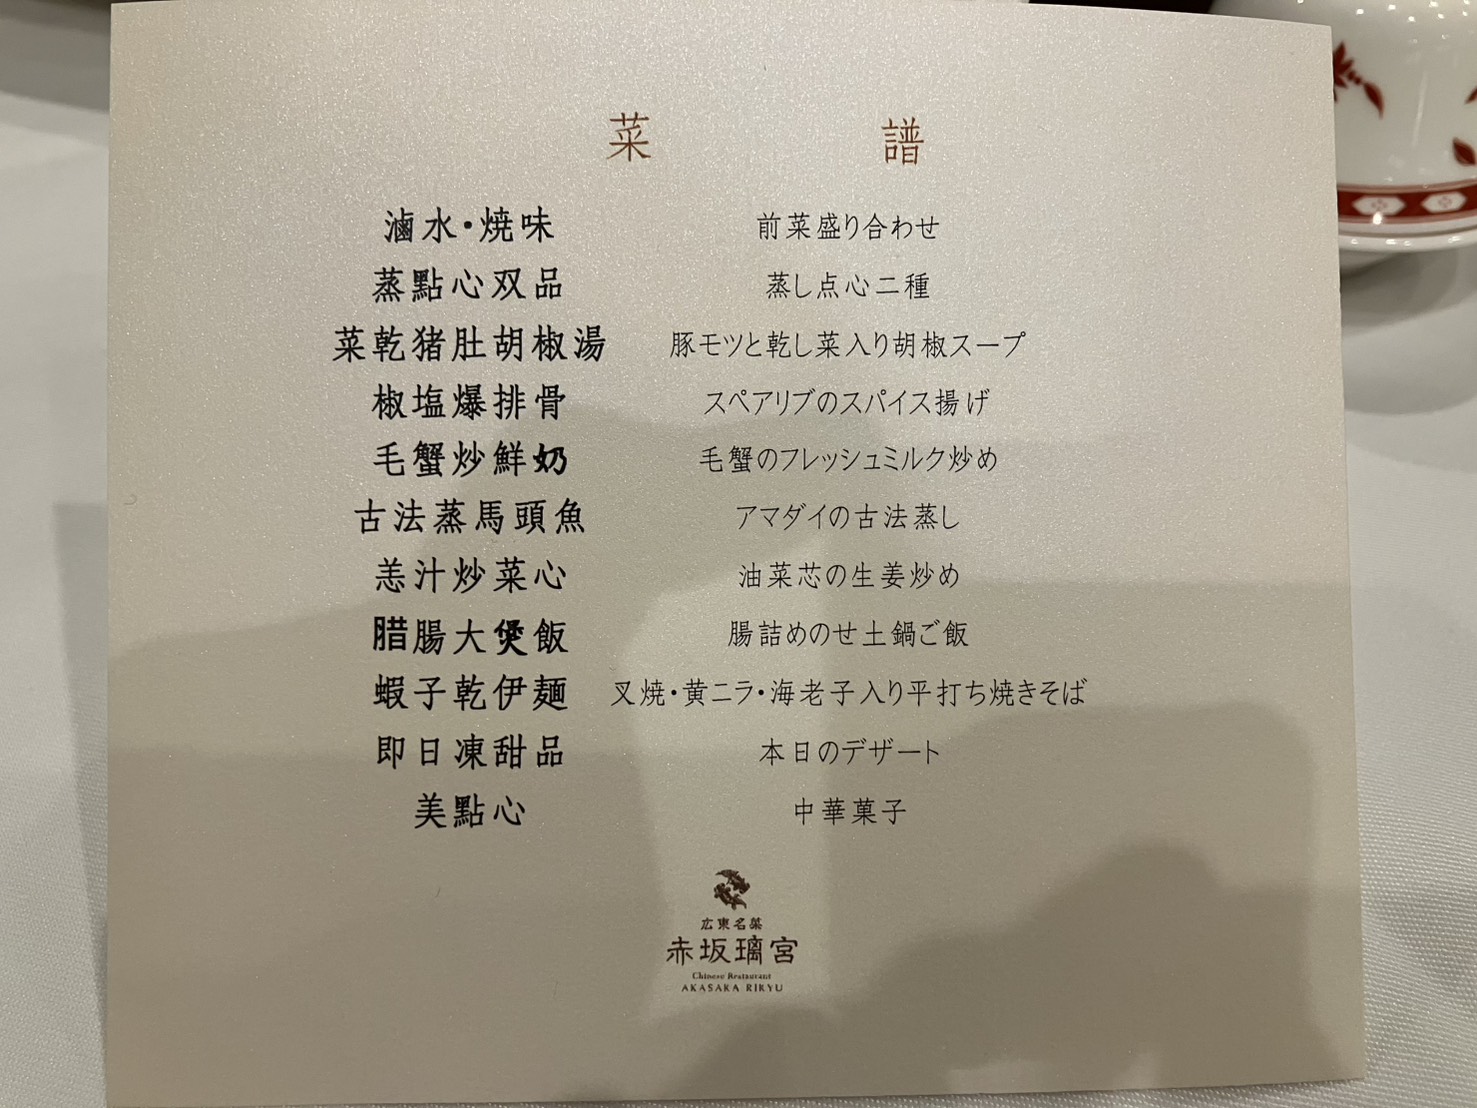 菜 譜
滷水・焼味 前菜盛り合わせ
蒸點心双品 蒸し点心二種
菜乾猪肚胡椒湯 豚モツと乾し菜入り胡椒スープ
椒塩爆排骨 スペアリブのスパイス揚げ
毛蟹炒鮮奶 毛蟹のフレッシュミルク炒め
古法蒸馬頭魚 アマダイの古法蒸し
恙汁炒菜心 油菜芯の生姜炒め
腊腸大煲飯 腸詰めのせ土鍋ご飯
蝦子乾伊麺 叉焼・黄ニラ・海老子入り平打ち焼きそば
即日凍甜品 本日のデザート
美點心 中華菓子
広東名菜
赤坂璃宮
Chinese Restaurant
AKASAKA RIKYU